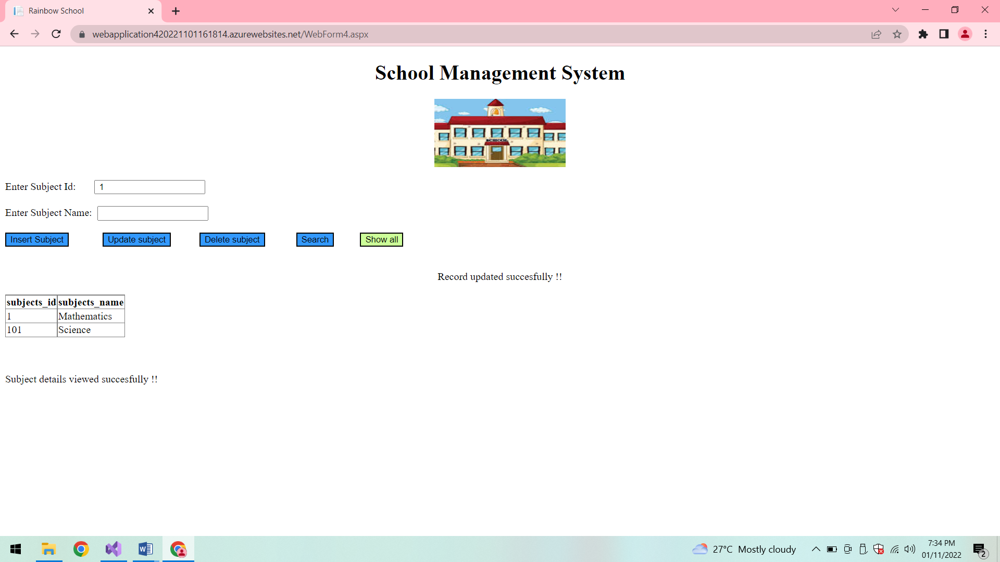 Rainbow School
webapplication420221101161814.azurewebsites.net/WebForm4.aspx
School Management System
SCHOOL
Enter Subject Id: 1
Enter Subject Name:
Insert Subject Update subject Delete subject Search Show all
Record updated succesfully !!
subjects_id subjects_name
1 Mathematics
101 Science
Subject details viewed succesfully !!
27°C Mostly cloudy
7:34 PM
01/11/2022
2